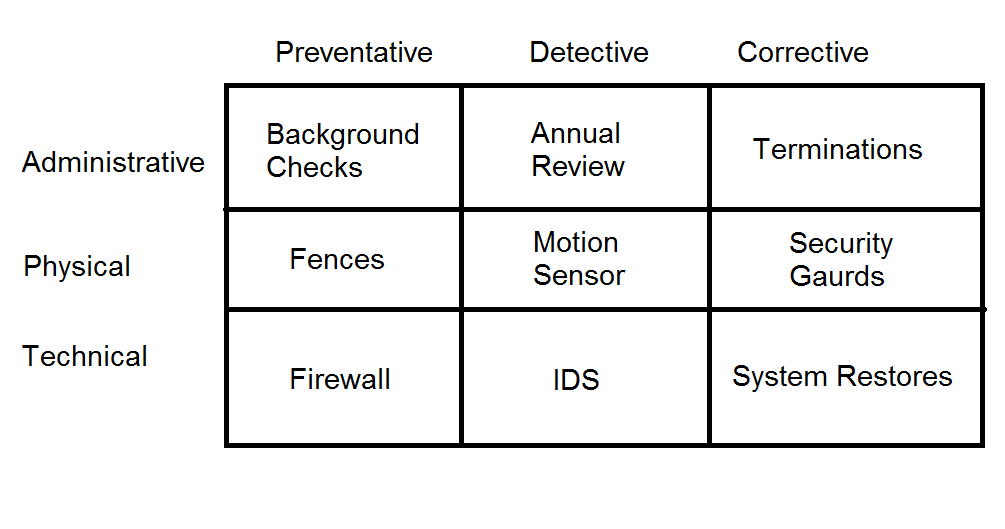 Preventative Detective Corrective
Administrative
Background
Checks
Annual
Review
Terminations
Physical
Fences
Motion
Sensor
Security
Gaurds
Technical
Firewall
IDS
System Restores